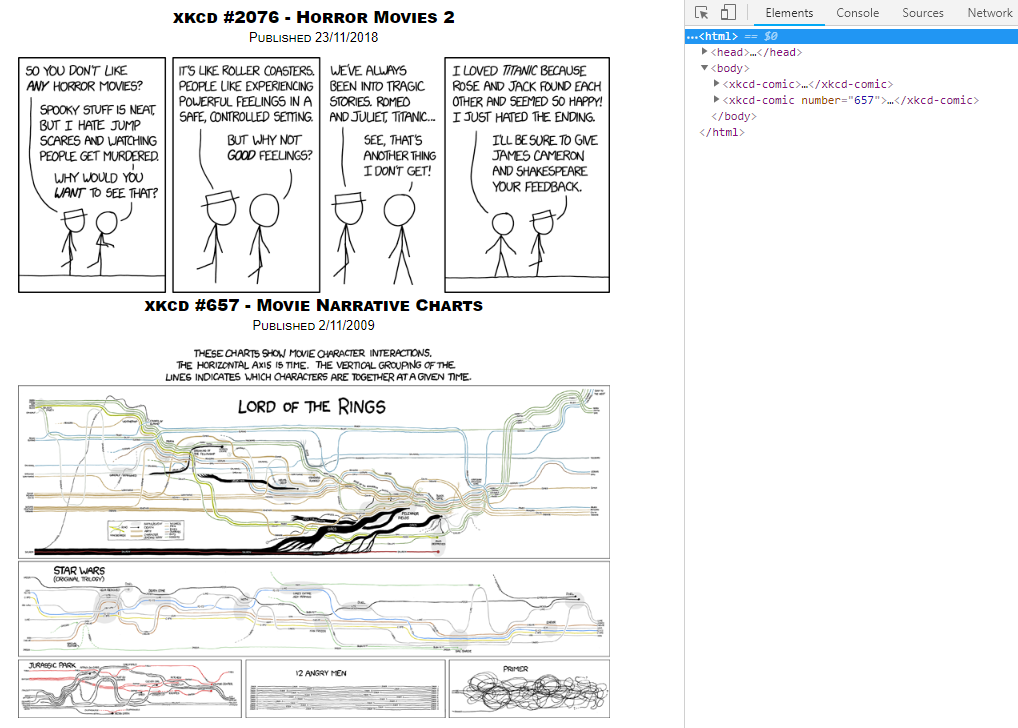 xkcd #2076 - Horror Movies 2
Published 23/11/2018
SO YOU DON'T LIKE
ANY HORROR MOVIES?
SPOOKY STUFF IS NEAT,
BUT I HATE JUMP
SCARES AND WATCHING
PEOPLE GET MURDERED.
WHY WOULD YOU
WANT TO SEE THAT?
IT'S LIKE ROLLER COASTERS.
PEOPLE LIKE EXPERIENCING
POWERFUL FEELINGS IN A
SAFE, CONTROLLED SETTING.
BUT WHY NOT
GOOD FEELINGS?
WE'VE ALWAYS
BEEN INTO TRAGIC
STORIES. ROMEO
AND JULIET, TITANIC...
SEE, THAT'S
ANOTHER THING
I DON'T GET!
I LOVED TITANIC BECAUSE
ROSE AND JACK FOUND EACH
OTHER AND SEEMED SO HAPPY!
I JUST HATED THE ENDING.
I'LL BE SURE TO GIVE
JAMES CAMERON
AND SHAKESPEARE
YOUR FEEDBACK.
xkcd #657 - Movie Narrative Charts
Published 2/11/2009
THESE CHARTS SHOW MOVIE CHARACTER INTERACTIONS.
THE HORIZONTAL AXIS IS TIME. THE VERTICAL GROUPING OF THE
LINES INDICATES WHICH CHARACTERS ARE TOGETHER AT A GIVEN TIME.
LORD OF THE RINGS
STAR WARS
(ORIGINAL TRILOGY)
JURASSIC PARK
12 ANGRY MEN
PRIMER
Elements Console Sources Network
...<html> == $0
<head>…</head>
<body>
<xkcd-comic>…</xkcd-comic>
<xkcd-comic number="657">…</xkcd-comic>
</body>
</html>